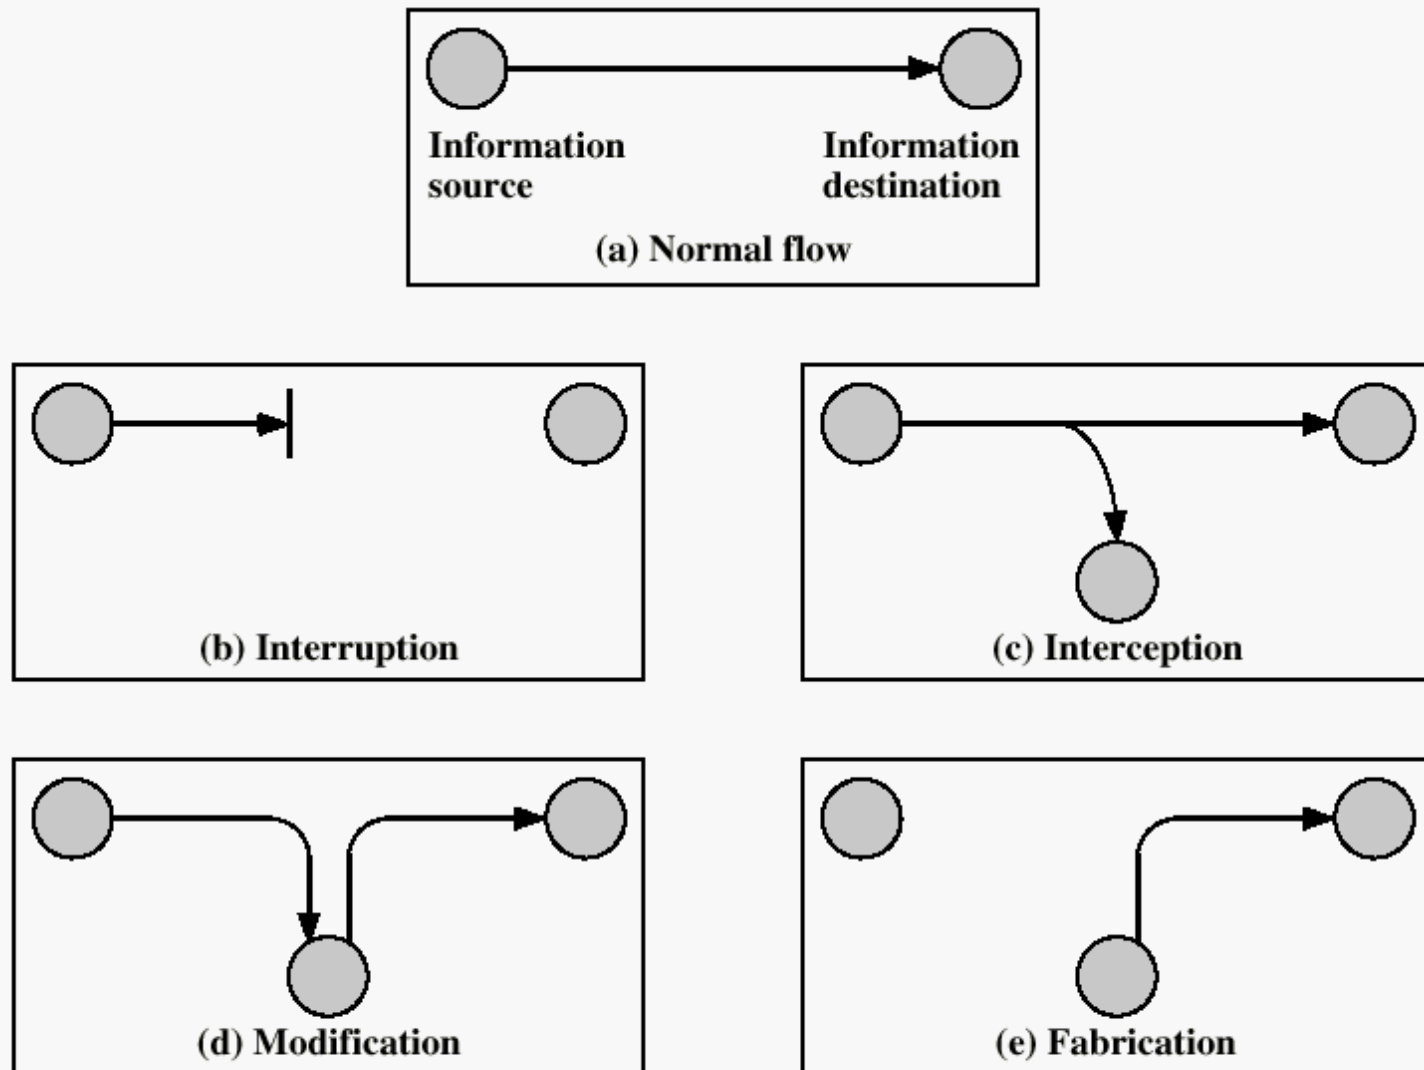 Information
source
Information
destination
(a) Normal flow
(b) Interruption
(c) Interception
(d) Modification
(e) Fabrication